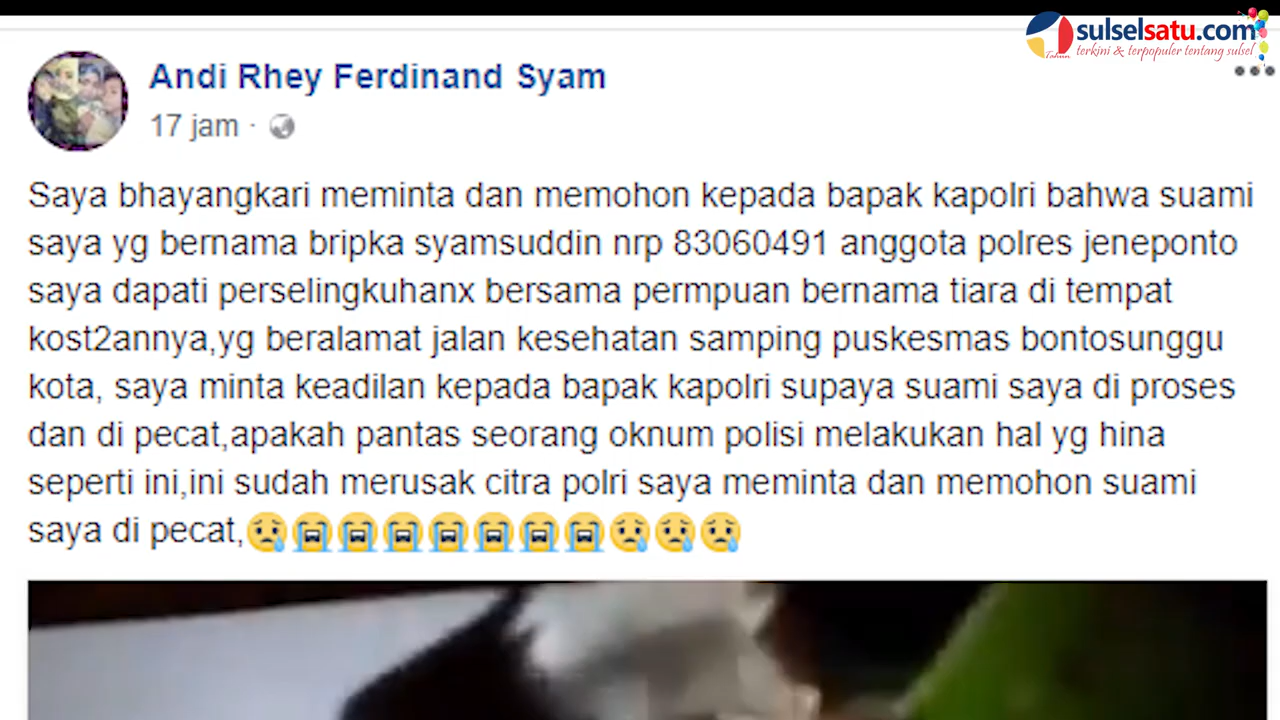 sulselsatu.com
Tahun
terkini & terpopuler tentang sulsel
Andi Rhey Ferdinand Syam
17 jam ·
Saya bhayangkari meminta dan memohon kepada bapak kapolri bahwa suami
saya yg bernama bripka syamsuddin nrp 83060491 anggota polres jeneponto
saya dapati perselingkuhanx bersama permpuan bernama tiara di tempat
kost2annya,yg beralamat jalan kesehatan samping puskesmas bontosunggu
kota, saya minta keadilan kepada bapak kapolri supaya suami saya di proses
dan di pecat,apakah pantas seorang oknum polisi melakukan hal yg hina
seperti ini,ini sudah merusak citra polri saya meminta dan memohon suami
saya di pecat,😢😭😭😭😭😭😭😭😢😢😢